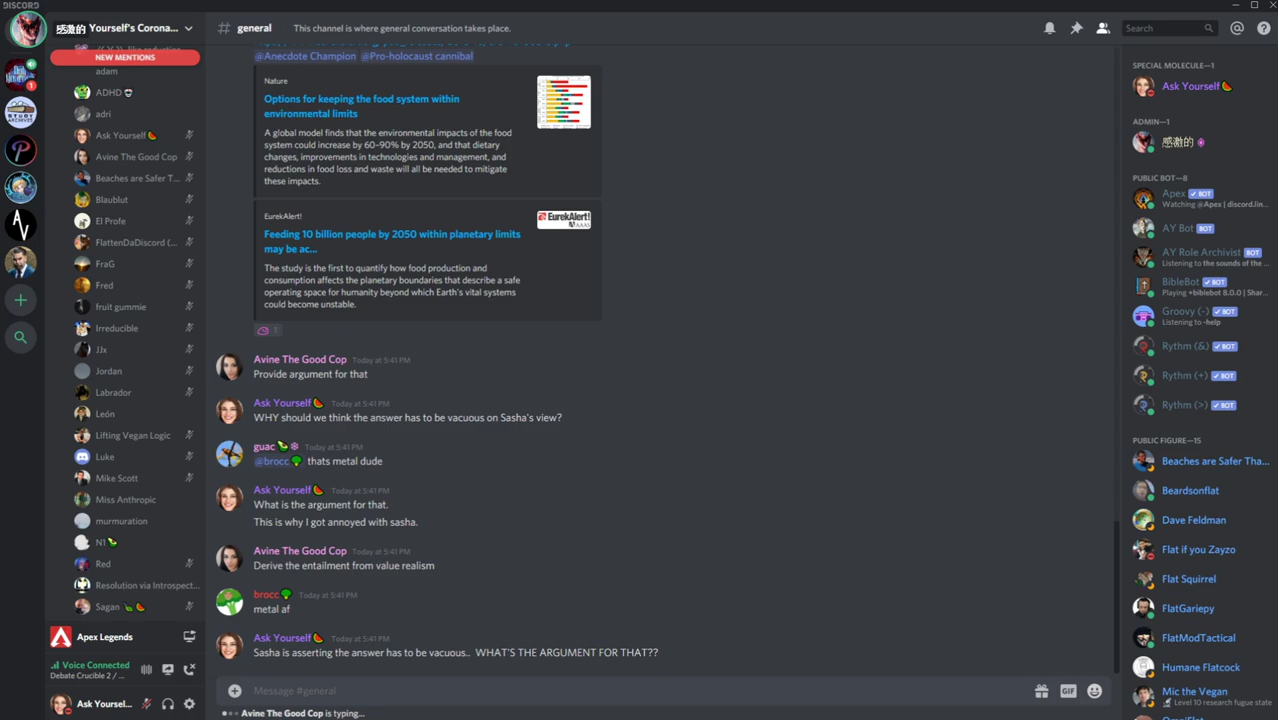 DISCORD
感激的 Yourself's Corona...
NEW MENTIONS
adam
ADHD
adri
Ask Yourself
Avine The Good Cop
Beaches are Safer T...
Blaublut
El Profe
FlattenDaDiscord (...
FraG
Fred
fruit gummie
Irreducible
JJx
Jordan
Labrador
León
Lifting Vegan Logic
Luke
Mike Scott
Miss Anthropic
murmuration
N1
Red
Resolution via Introspect...
Sagan
Apex Legends
Voice Connected
Debate Crucible 2 / ...
Ask Yoursel...
# general
This channel is where general conversation takes place.
Search
@Anecdote Champion @Pro-holocaust cannibal
Nature
Options for keeping the food system within
environmental limits
A global model finds that the environmental impacts of the food
system could increase by 60–90% by 2050, and that dietary
changes, improvements in technologies and management, and
reductions in food loss and waste will all be needed to mitigate
these impacts.
EurekAlert!
Feeding 10 billion people by 2050 within planetary limits
may be ac...
The study is the first to quantify how food production and
consumption affects the planetary boundaries that describe a safe
operating space for humanity beyond which Earth's vital systems
could become unstable.
EurekAlert!
AAAS
1
Avine The Good Cop Today at 5:41 PM
Provide argument for that
Ask Yourself Today at 5:41 PM
WHY should we think the answer has to be vacuous on Sasha's view?
guac Today at 5:41 PM
@brocc thats metal dude
Ask Yourself Today at 5:41 PM
What is the argument for that.
This is why I got annoyed with sasha.
Avine The Good Cop Today at 5:41 PM
Derive the entailment from value realism
brocc Today at 5:41 PM
metal af
Ask Yourself Today at 5:41 PM
Sasha is asserting the answer has to be vacuous.. WHAT'S THE ARGUMENT FOR THAT??
Message #general
GIF
Avine The Good Cop is typing...
SPECIAL MOLECULE—1
Ask Yourself
ADMIN—1
感激的
PUBLIC BOT—8
Apex BOT
Watching @Apex | discord.lin...
AY Bot BOT
AY Role Archivist BOT
Listening to the sounds of the ...
BibleBot BOT
Playing +biblebot 8.0.0 | Shar...
Groovy (-) BOT
Listening to -help
Rythm (&) BOT
Rythm (+) BOT
Rythm (>) BOT
PUBLIC FIGURE—15
Beaches are Safer Tha...
Beardsonflat
Dave Feldman
Flat if you Zayzo
Flat Squirrel
FlatGariepy
FlatModTactical
Humane Flatcock
Mic the Vegan
Level 10 research fugue state